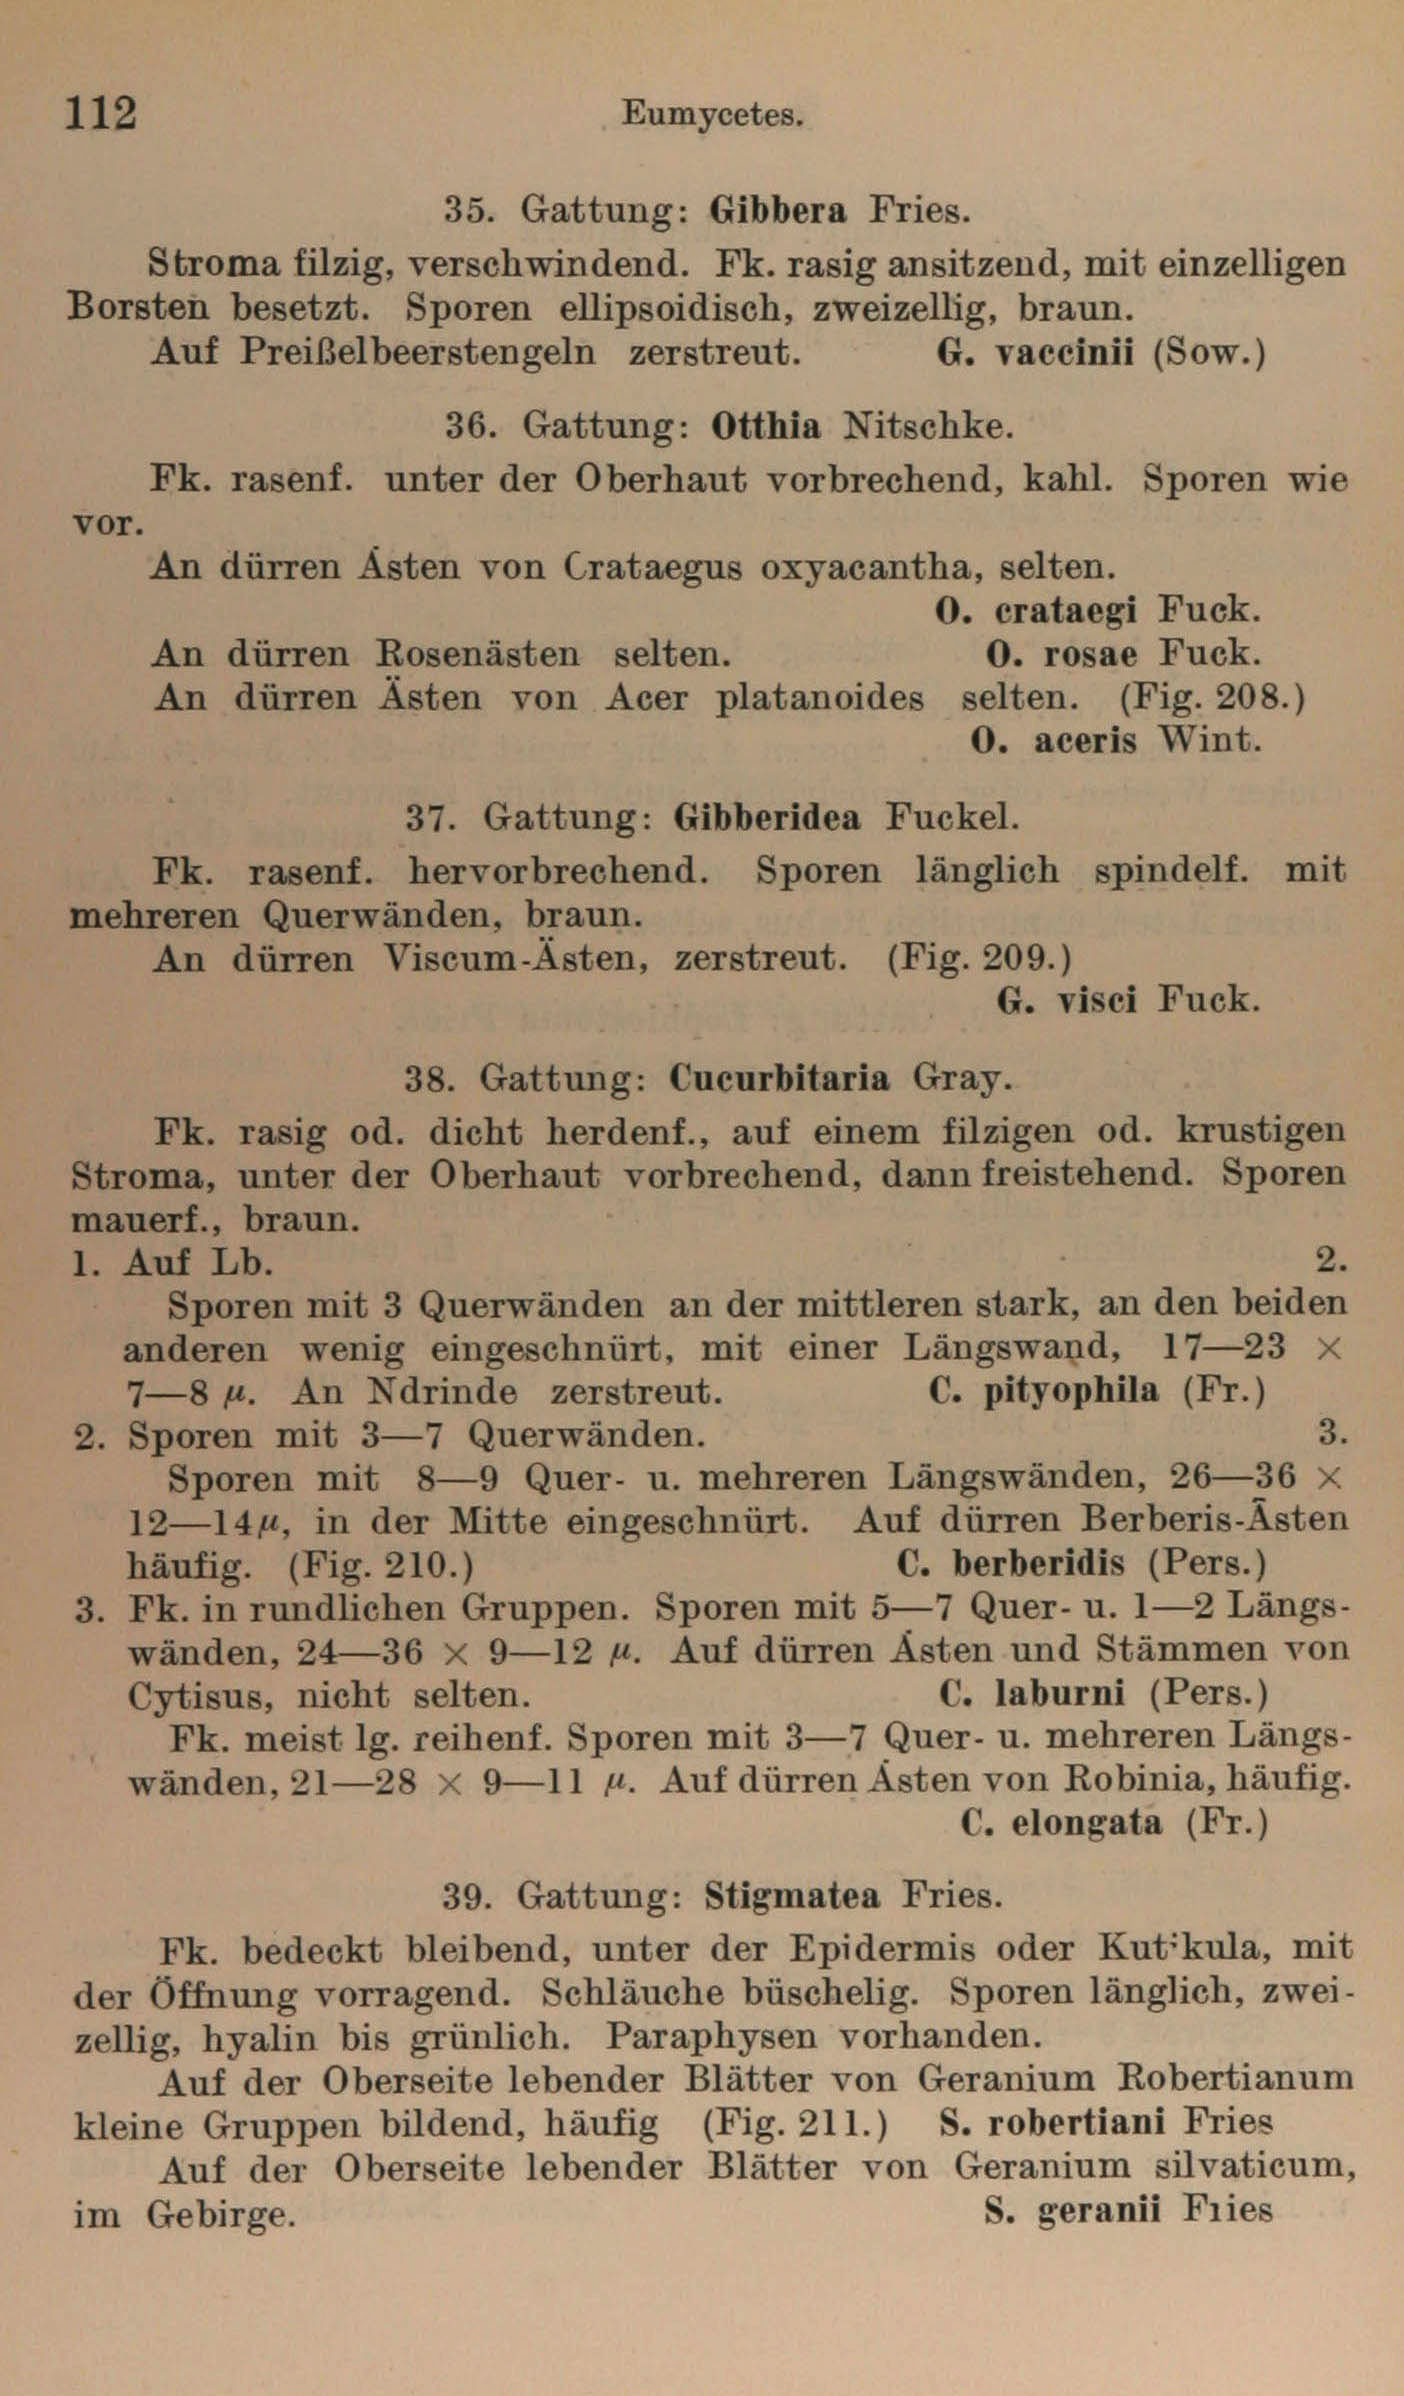 112
Eumycetes.
35. Gattung: Gibbera Fries.
Stroma filzig, verschwindend. Fk. rasig ansitzend, mit einzelligen
Borsten besetzt. Sporen ellipsoidisch, zweizellig, braun.
Auf Preißelbeerstengeln zerstreut. G. vaccinii (Sow.)
36. Gattung: Otthia Nitschke.
Fk. rasenf. unter der Oberhaut vorbrechend, kahl. Sporen wie
vor.
An dürren Ästen von Crataegus oxyacantha, selten.
O. crataegi Fuck.
An dürren Rosenästen selten. O. rosae Fuck.
An dürren Ästen von Acer platanoides selten. (Fig. 208.)
O. aceris Wint.
37. Gattung: Gibberidea Fuckel.
Fk. rasenf. hervorbrechend. Sporen länglich spindelf. mit
mehreren Querwänden, braun.
An dürren Viscum-Ästen, zerstreut. (Fig. 209.)
G. visci Fuck.
38. Gattung: Cucurbitaria Gray.
Fk. rasig od. dicht herdenf., auf einem filzigen od. krustigen
Stroma, unter der Oberhaut vorbrechend, dann freistehend. Sporen
mauerf., braun.
1. Auf Lb. 2.
Sporen mit 3 Querwänden an der mittleren stark, an den beiden
anderen wenig eingeschnürt, mit einer Längswand, 17—23 ×
7—8 µ. An Ndrinde zerstreut. C. pityophila (Fr.)
2. Sporen mit 3—7 Querwänden. 3.
Sporen mit 8—9 Quer- u. mehreren Längswänden, 26—36 ×
12—14 µ, in der Mitte eingeschnürt. Auf dürren Berberis-Ästen
häufig. (Fig. 210.) C. berberidis (Pers.)
3. Fk. in rundlichen Gruppen. Sporen mit 5—7 Quer- u. 1—2 Längs-
wänden, 24—36 × 9—12 µ. Auf dürren Ästen und Stämmen von
Cytisus, nicht selten. C. laburni (Pers.)
Fk. meist lg. reihenf. Sporen mit 3—7 Quer- u. mehreren Längs-
wänden, 21—28 × 9—11 µ. Auf dürren Ästen von Robinia, häufig.
C. elongata (Fr.)
39. Gattung: Stigmatea Fries.
Fk. bedeckt bleibend, unter der Epidermis oder Kutikula, mit
der Öffnung vorragend. Schläuche büschelig. Sporen länglich, zwei-
zellig, hyalin bis grünlich. Paraphysen vorhanden.
Auf der Oberseite lebender Blätter von Geranium Robertianum
kleine Gruppen bildend, häufig (Fig. 211.) S. robertiani Fries
Auf der Oberseite lebender Blätter von Geranium silvaticum,
im Gebirge. S. geranii Fries